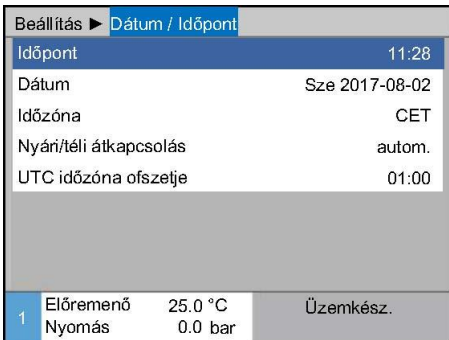 Beállítás ► Dátum / Időpont
Időpont 11:28
Dátum Sze 2017-08-02
Időzóna CET
Nyári/téli átkapcsolás autom.
UTC időzóna ofszetje 01:00
1 Előremenő 25.0 °C Üzemkész.
Nyomás 0.0 bar